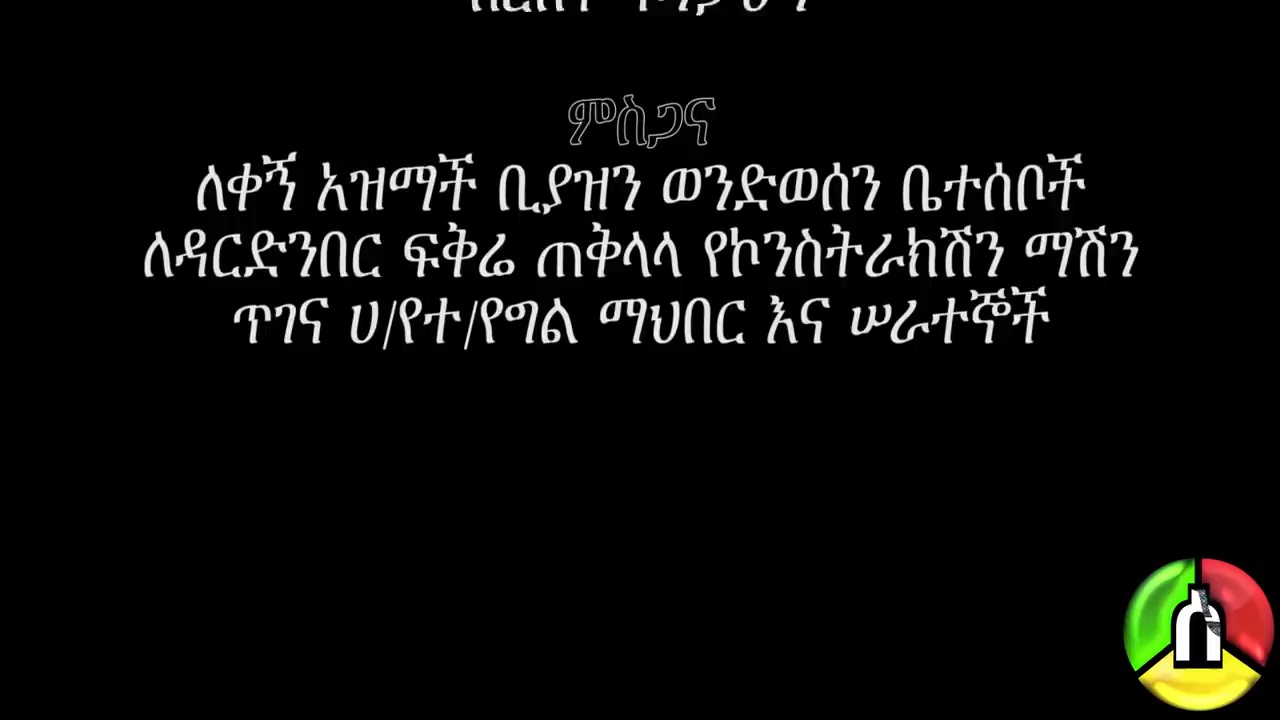 ምስጋና
ለቀኝ አዝማች ቢያዝን ወንድወሰን ቤተሰቦች
ለዳርድንበር ፍቅሬ ጠቅላላ የኮንስትራክሽን ማሽን
ጥገና ሀ/የተ/የግል ማህበር እና ሠራተኞች